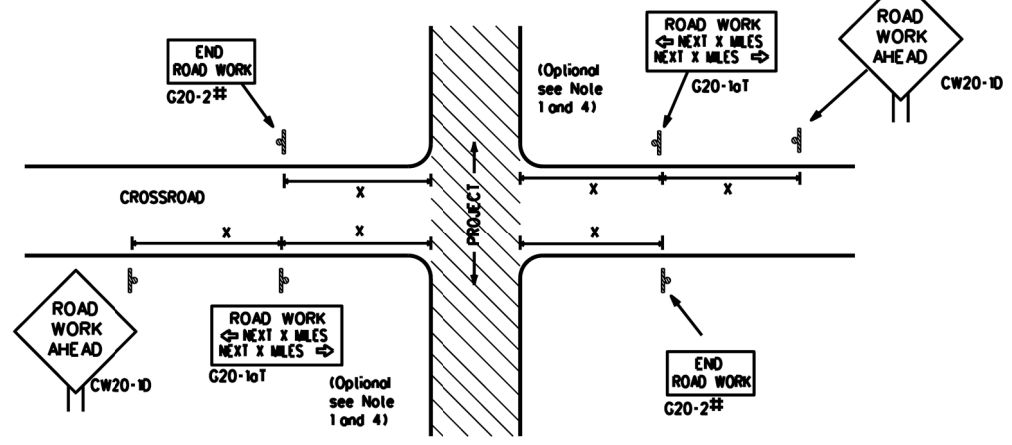 END
ROAD WORK
G20-2#
ROAD WORK
⇦ NEXT X MILES
NEXT X MILES ⇨
G20-1aT
(Optional
see Note
1 and 4)
ROAD
WORK
AHEAD
CW20-1D
X
X
X
CROSSROAD
PROJECT
X
X
X
ROAD
WORK
AHEAD
CW20-1D
ROAD WORK
⇦ NEXT X MILES
NEXT X MILES ⇨
G20-1aT
(Optional
see Note
1 and 4)
END
ROAD WORK
G20-2#